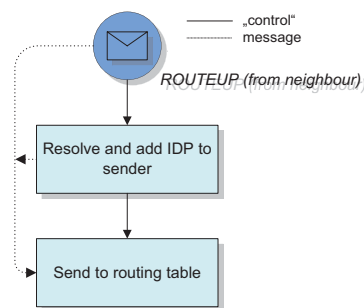 „control“
message
ROUTEUP (from neighbour)
Resolve and add IDP to
sender
Send to routing table